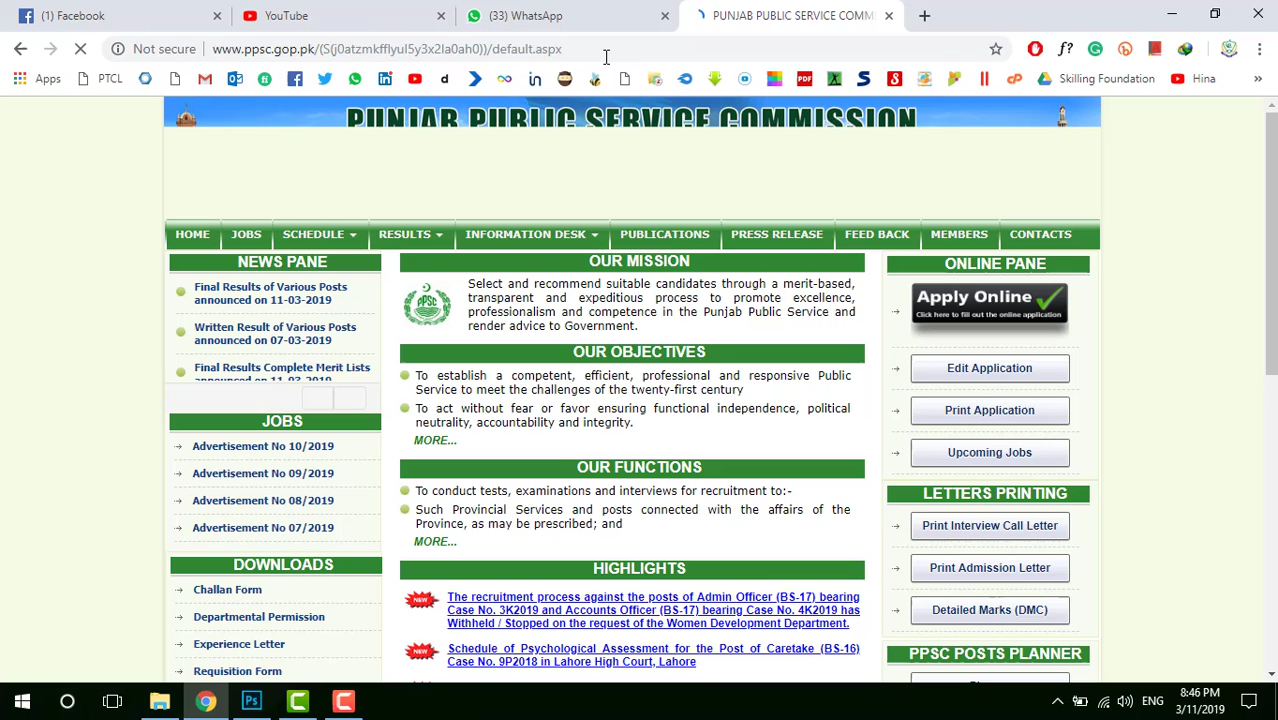 (1) Facebook
YouTube
(33) WhatsApp
PUNJAB PUBLIC SERVICE COMMI
Not secure
www.ppsc.gop.pk/(S(j0atzmkfflyul5y3x2la0ah0))/default.aspx
Apps
PTCL
Skilling Foundation
Hina
PUNJAB PUBLIC SERVICE COMMISSION
HOME
JOBS
SCHEDULE
RESULTS
INFORMATION DESK
PUBLICATIONS
PRESS RELEASE
FEED BACK
MEMBERS
CONTACTS
NEWS PANE
Final Results of Various Posts
announced on 11-03-2019
Written Result of Various Posts
announced on 07-03-2019
Final Results Complete Merit Lists
announced on 11-03-2019
JOBS
Advertisement No 10/2019
Advertisement No 09/2019
Advertisement No 08/2019
Advertisement No 07/2019
DOWNLOADS
Challan Form
Departmental Permission
Experience Letter
Requisition Form
OUR MISSION
PPSC
Select and recommend suitable candidates through a merit-based,
transparent and expeditious process to promote excellence,
professionalism and competence in the Punjab Public Service and
render advice to Government.
OUR OBJECTIVES
To establish a competent, efficient, professional and responsive Public
Service to meet the challenges of the twenty-first century
To act without fear or favor ensuring functional independence, political
neutrality, accountability and integrity.
MORE...
OUR FUNCTIONS
To conduct tests, examinations and interviews for recruitment to:-
Such Provincial Services and posts connected with the affairs of the
Province, as may be prescribed; and
MORE...
HIGHLIGHTS
NEW
The recruitment process against the posts of Admin Officer (BS-17) bearing
Case No. 3K2019 and Accounts Officer (BS-17) bearing Case No. 4K2019 has
Withheld / Stopped on the request of the Women Development Department.
NEW
Schedule of Psychological Assessment for the Post of Caretake (BS-16)
Case No. 9P2018 in Lahore High Court, Lahore
ONLINE PANE
Apply Online
Click here to fill out the online application
Edit Application
Print Application
Upcoming Jobs
LETTERS PRINTING
Print Interview Call Letter
Print Admission Letter
Detailed Marks (DMC)
PPSC POSTS PLANNER
ENG
8:46 PM
3/11/2019